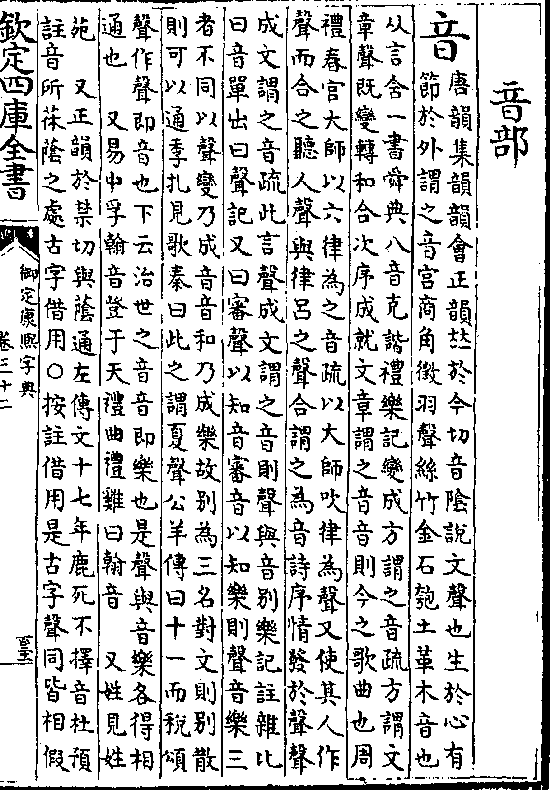 音部
音
唐韻集韻韻會正韻𠀤於今切音陰說文聲也生於心有
節於外謂之音宮商角徵羽聲絲竹金石匏土革木音也
从言含一書舜典八音克諧禮樂記變成方謂之音疏方謂文
章聲旣變轉和合次序成就文章謂之音音則今之歌曲也周
禮春官大師以六律為之音疏以大師吹律為聲又使其人作
聲而合之聽人聲與律呂之聲合謂之為音詩序情發於聲聲
成文謂之音疏此言聲成文謂之音則聲與音別樂記註雜比
曰音單出曰聲記又曰審聲以知音審音以知樂則聲音樂三
者不同以聲變乃成音音和乃成樂故別為三名對文則別散
則可以通季札見歌秦曰此之謂夏聲公羊傳曰十一而稅頌
聲作聲即音也下云治世之音音即樂也是聲與音樂各得相
通也 又易中孚翰音登于天禮曲禮雞曰翰音 又姓見姓
苑 又正韻於禁切與蔭通左傳文十七年鹿死不擇音杜預
註音所茠蔭之處古字借用○按註借用是古字聲同皆相假
欽定四庫全書
御定康熙字典
卷三十二